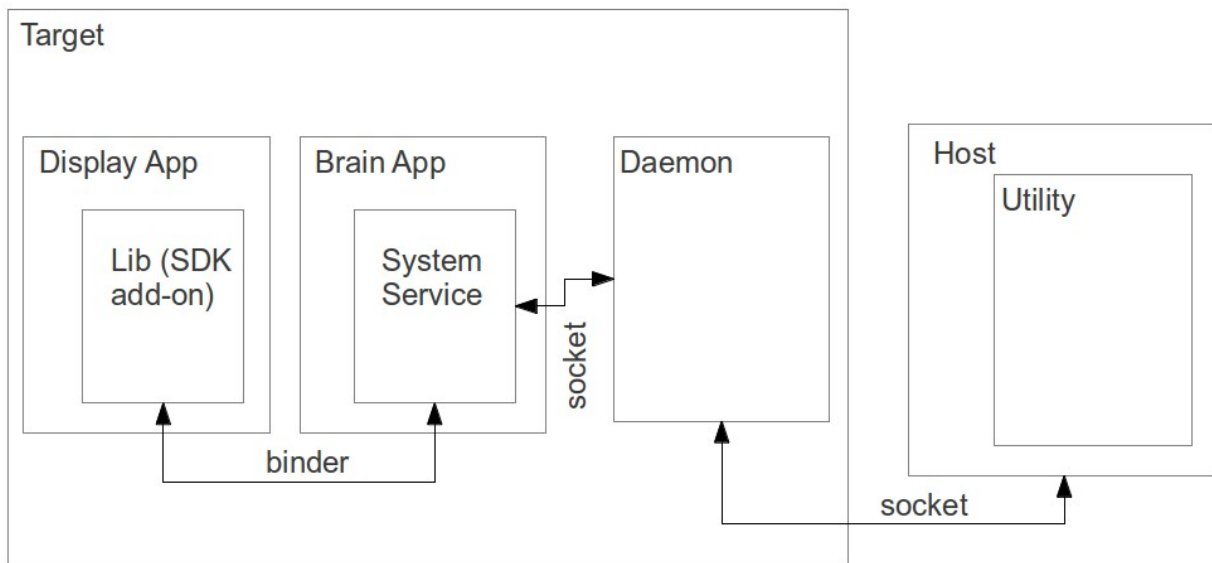 Target
Display App
Lib (SDK
add-on)
Brain App
System
Service
socket
binder
Daemon
Host
Utility
socket